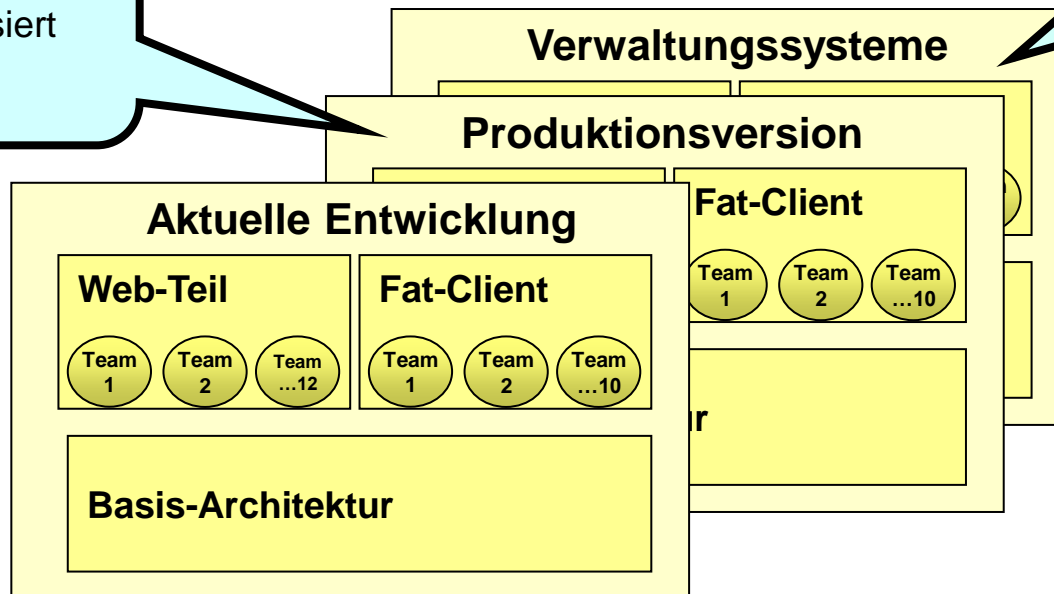 siert
Verwaltungssysteme
Produktionsversion
Fat-Client
Team
1
Team
2
Team
…10
Aktuelle Entwicklung
Web-Teil
Team
1
Team
2
Team
…12
Fat-Client
Team
1
Team
2
Team
…10
ur
Basis-Architektur